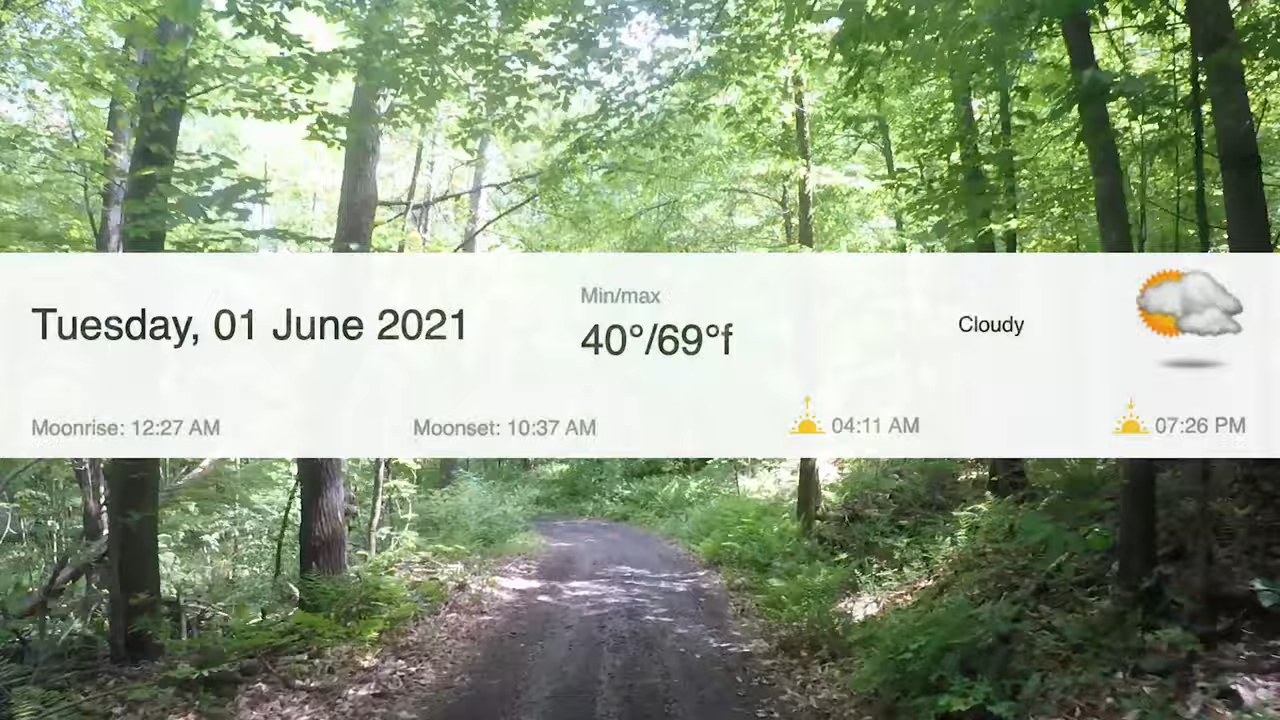 Tuesday, 01 June 2021
Min/max
40°/69°f
Cloudy
Moonrise: 12:27 AM
Moonset: 10:37 AM
04:11 AM
07:26 PM